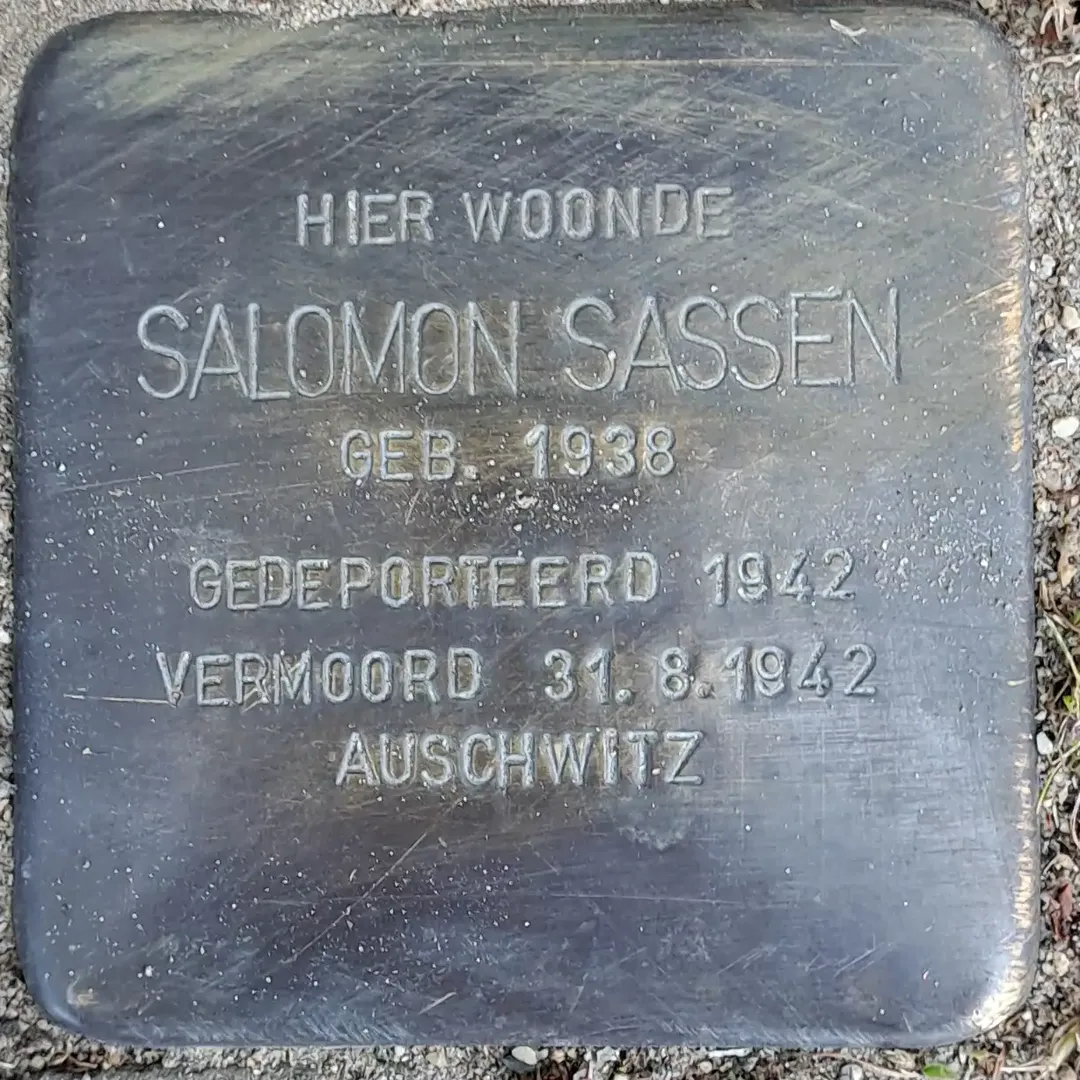 HIER WOONDE
SALOMON SASSEN
GEB. 1938
GEDEPORTEERD 1942
VERMOORD 31.8.1942
AUSCHWITZ